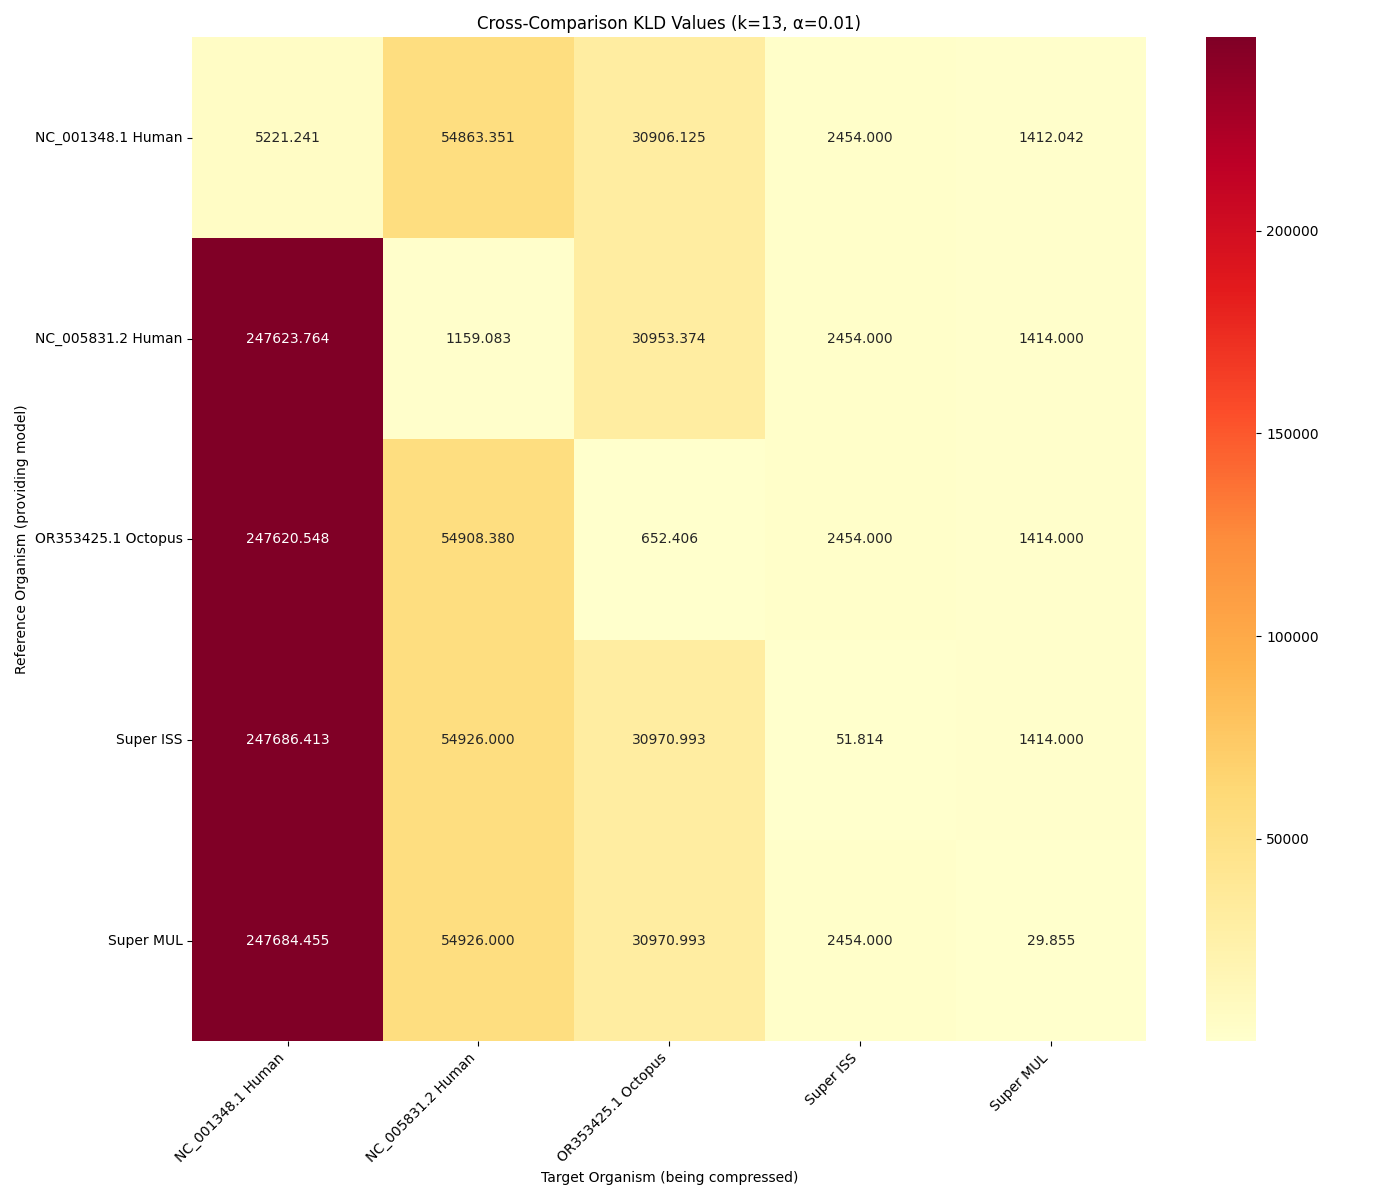 Cross-Comparison KLD Values (k=13, α=0.01)
NC_001348.1 Human 5221.241 54863.351 30906.125 2454.000 1412.042
200000
NC_005831.2 Human 247623.764 1159.083 30953.374 2454.000 1414.000
150000
Reference Organism (providing model)
OR353425.1 Octopus 247620.548 54908.380 652.406 2454.000 1414.000
100000
Super ISS 247686.413 54926.000 30970.993 51.814 1414.000
50000
Super MUL 247684.455 54926.000 30970.993 2454.000 29.855
NC_001348.1 Human
NC_005831.2 Human
OR353425.1 Octopus
Super ISS
Super MUL
Target Organism (being compressed)